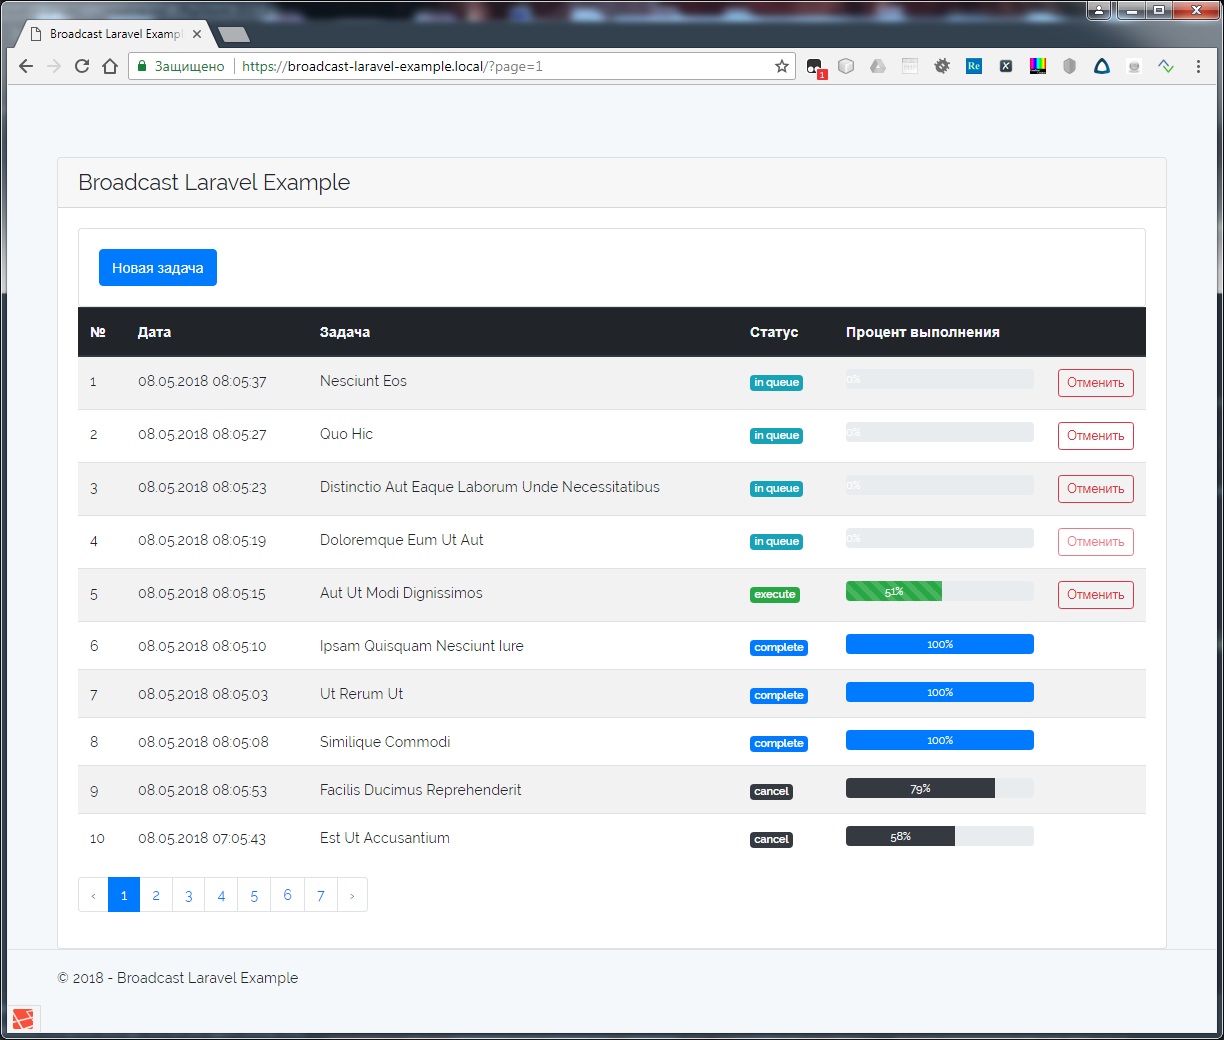 Broadcast Laravel Examp
Защищено https://broadcast-laravel-example.local/?page=1
1
Re
X
Broadcast Laravel Example
Новая задача
№ Дата Задача Статус Процент выполнения
1 08.05.2018 08:05:37 Nesciunt Eos in queue 0% Отменить
2 08.05.2018 08:05:27 Quo Hic in queue 0% Отменить
3 08.05.2018 08:05:23 Distinctio Aut Eaque Laborum Unde Necessitatibus in queue 0% Отменить
4 08.05.2018 08:05:19 Doloremque Eum Ut Aut in queue 0% Отменить
5 08.05.2018 08:05:15 Aut Ut Modi Dignissimos execute 51% Отменить
6 08.05.2018 08:05:10 Ipsam Quisquam Nesciunt Iure complete 100%
7 08.05.2018 08:05:03 Ut Rerum Ut complete 100%
8 08.05.2018 08:05:08 Similique Commodi complete 100%
9 08.05.2018 08:05:53 Facilis Ducimus Reprehenderit cancel 79%
10 08.05.2018 07:05:43 Est Ut Accusantium cancel 58%
‹ 1 2 3 4 5 6 7 ›
© 2018 - Broadcast Laravel Example